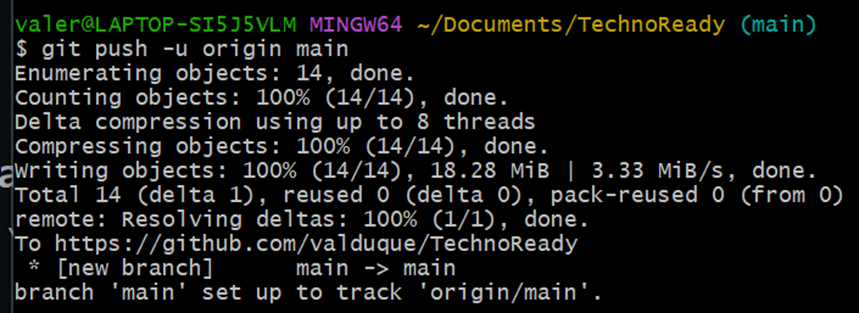 valer@LAPTOP-SI5J5VLM MINGW64 ~/Documents/TechnoReady (main)
$ git push -u origin main
Enumerating objects: 14, done.
Counting objects: 100% (14/14), done.
Delta compression using up to 8 threads
Compressing objects: 100% (14/14), done.
Writing objects: 100% (14/14), 18.28 MiB | 3.33 MiB/s, done.
Total 14 (delta 1), reused 0 (delta 0), pack-reused 0 (from 0)
remote: Resolving deltas: 100% (1/1), done.
To https://github.com/valduque/TechnoReady
 * [new branch]      main -> main
branch 'main' set up to track 'origin/main'.